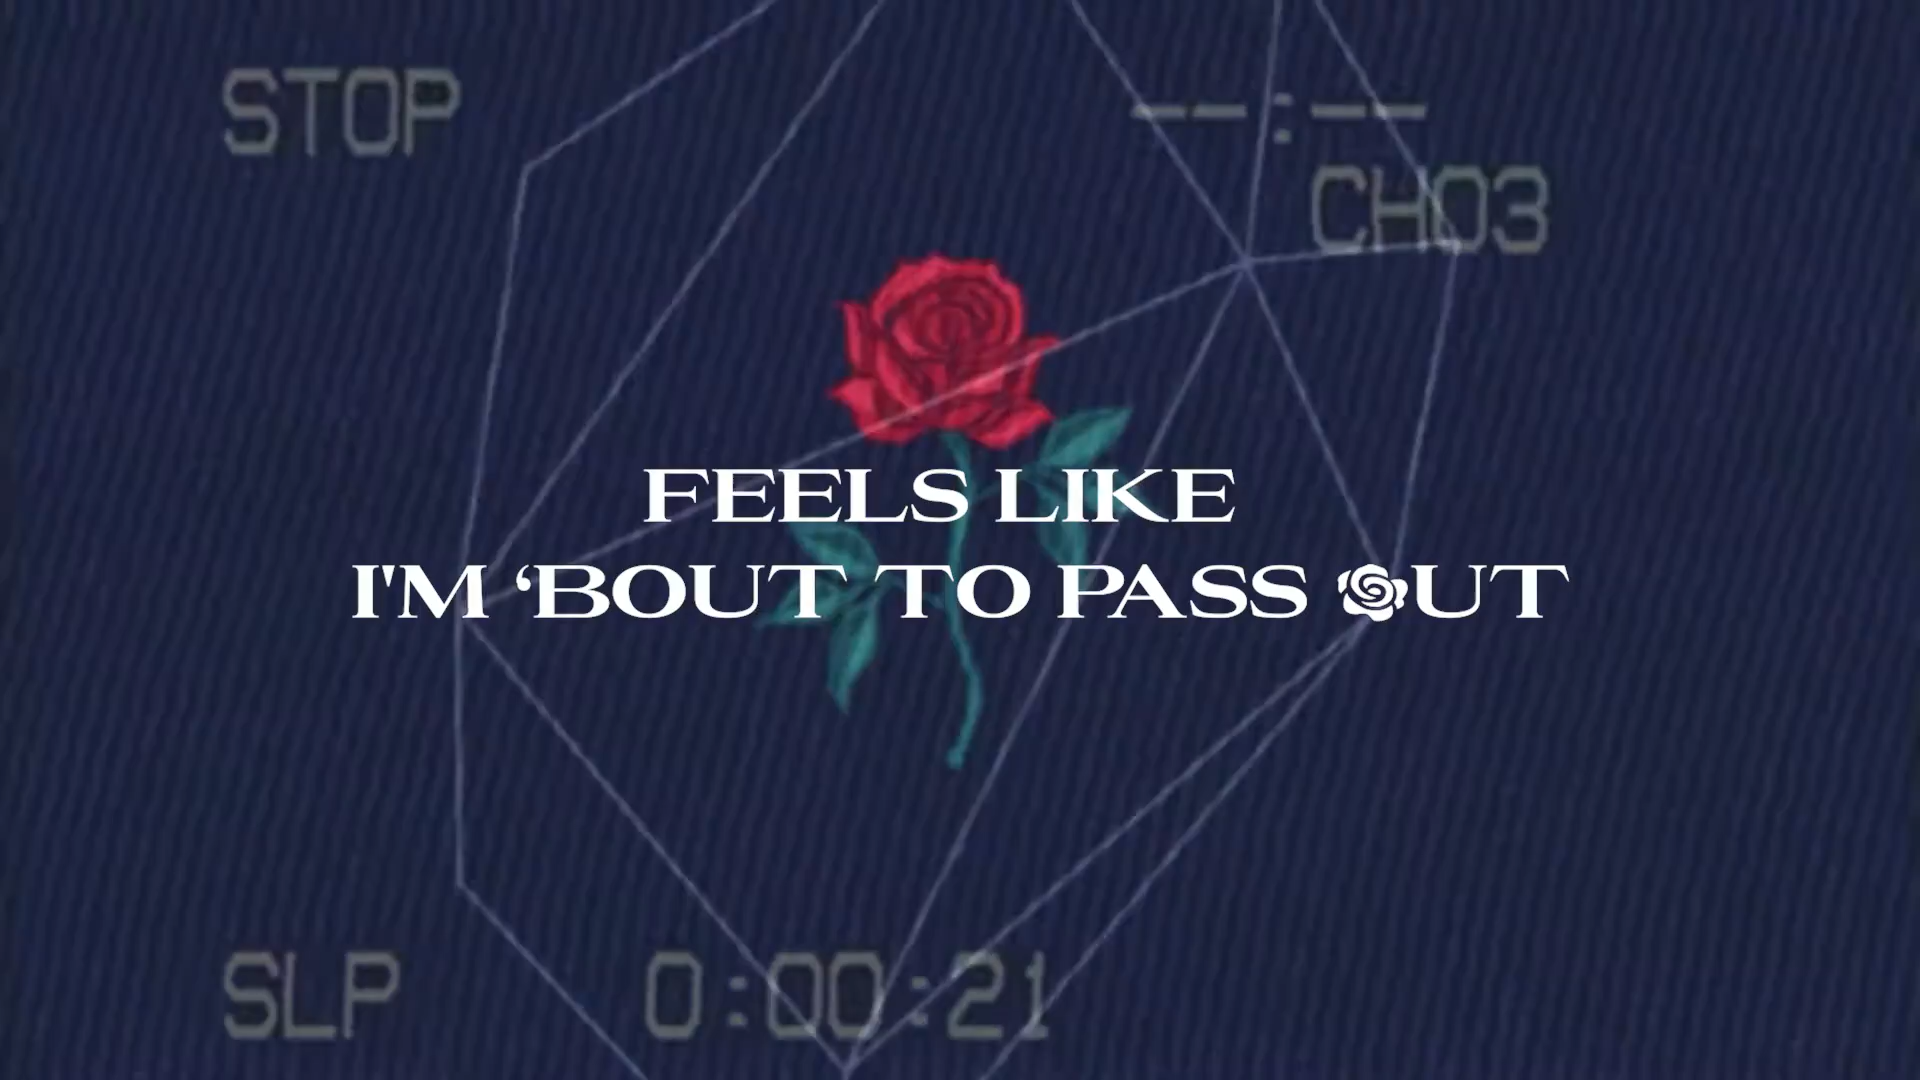 STOP
--:--
CH03
FEELS LIKE
I'M ‘BOUT TO PASS OUT
SLP 0:00:21